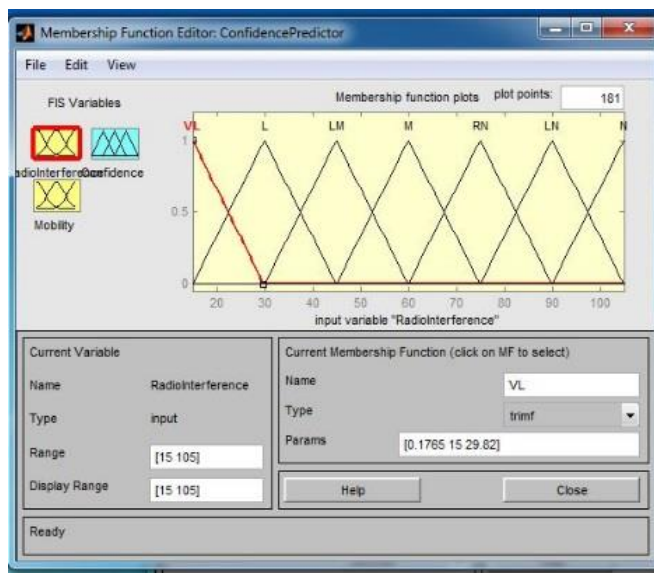 Membership Function Editor: ConfidencePredictor
File Edit View
FIS Variables
Membership function plots plot points: 181
VL L LM M RN LN N
1
adioInterference Confidence
Mobility
0.5
0
20 30 40 50 60 70 80 90 100
input variable "RadioInterference"
Current Variable
Name RadioInterference
Type input
Range [15 105]
Display Range [15 105]
Current Membership Function (click on MF to select)
Name VL
Type trimf
Params [0.1765 15 29.82]
Help Close
Ready